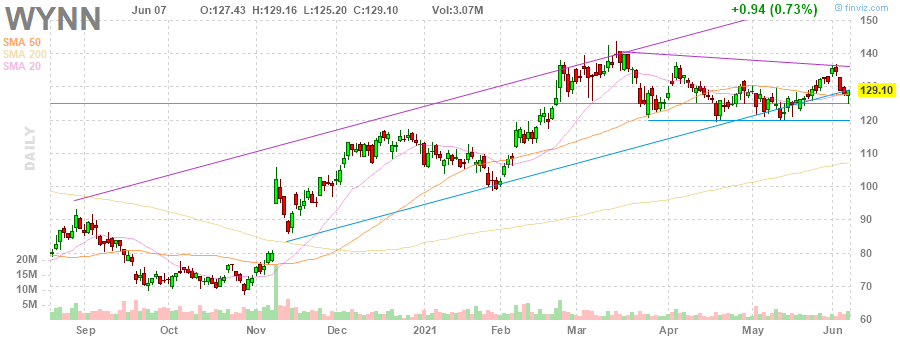 WYNN Jun 07 O:127.43 H:129.16 L:125.20 C:129.10 Vol:3.07M +0.94 (0.73%) @ finviz.com
SMA 50
SMA 200
SMA 20
DAILY
150
140
130
129.10
120
110
100
90
80
70
60
20M
15M
10M
5M
Sep Oct Nov Dec 2021 Feb Mar Apr May Jun